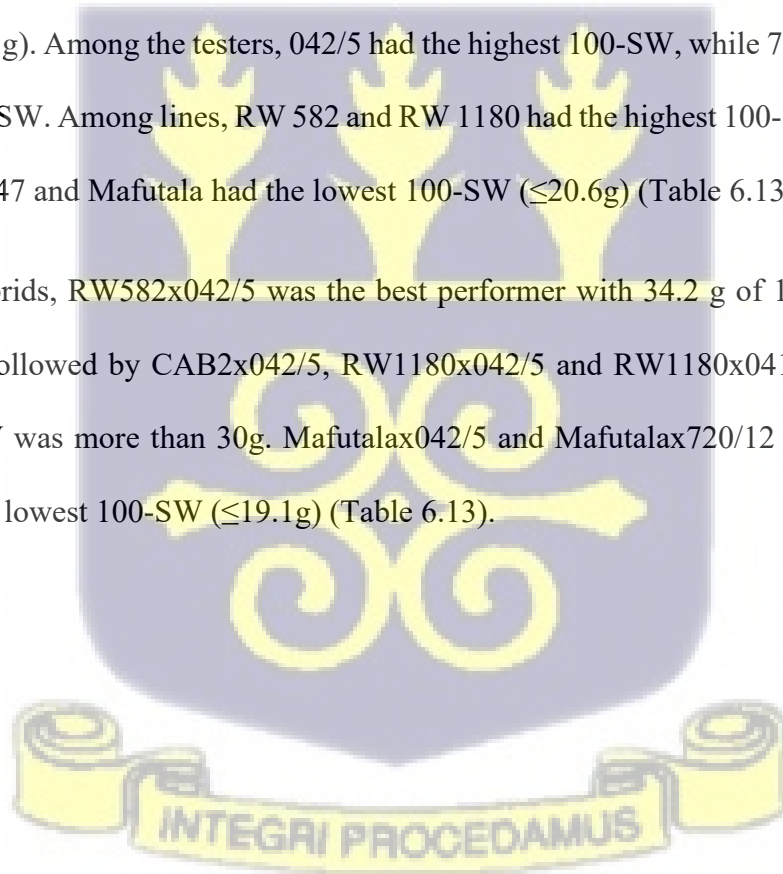 g). Among the testers, 042/5 had the highest 100-SW, while 7
SW. Among lines, RW 582 and RW 1180 had the highest 100-
47 and Mafutala had the lowest 100-SW (≤20.6g) (Table 6.13
rids, RW582x042/5 was the best performer with 34.2 g of 1
ollowed by CAB2x042/5, RW1180x042/5 and RW1180x041
was more than 30g. Mafutalax042/5 and Mafutalax720/12
lowest 100-SW (≤19.1g) (Table 6.13).
INTEGRI PROCEDAMUS